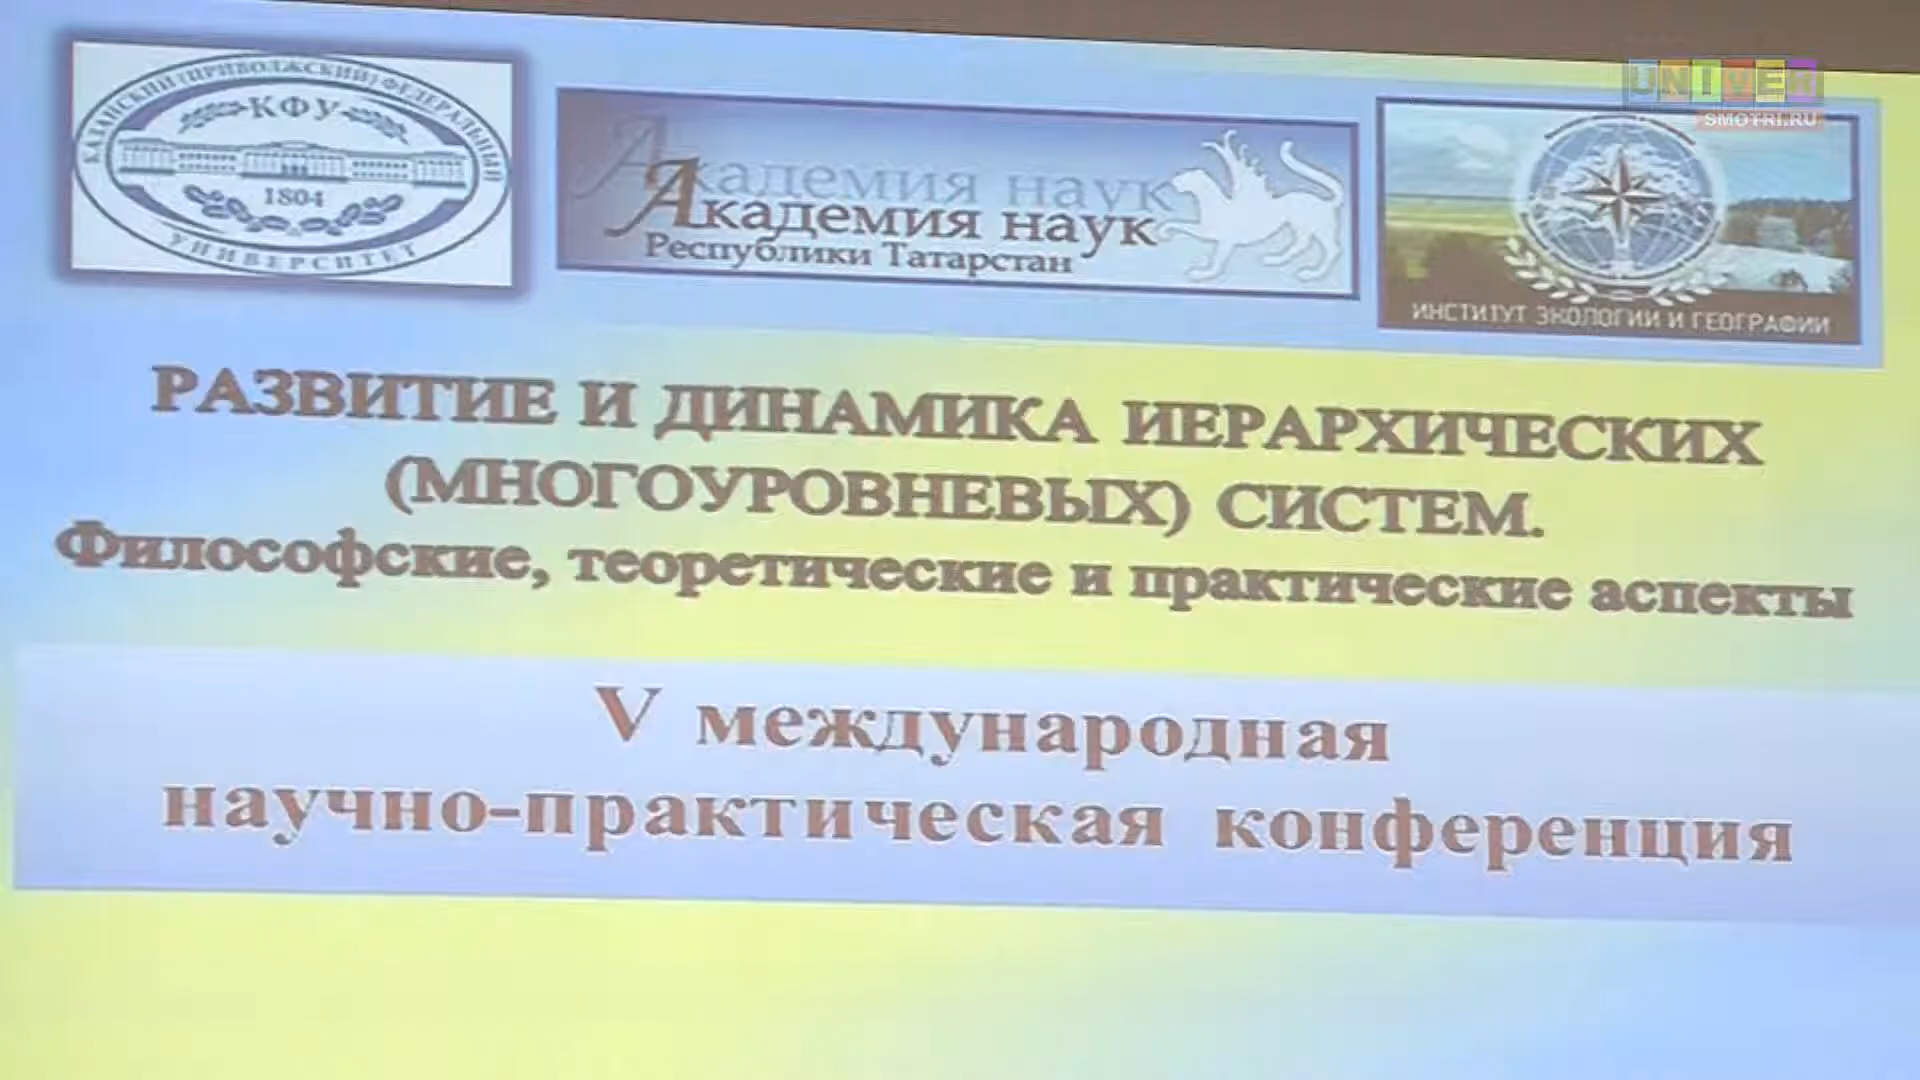 КАЗАНСКИЙ (ПРИВОЛЖСКИЙ) ФЕДЕРАЛЬНЫЙ
КФУ
1804
УНИВЕРСИТЕТ
Академия наук
Академия наук
Республики Татарстан
UNIVER
SMOTRI.RU
ИНСТИТУТ ЭКОЛОГИИ И ГЕОГРАФИИ
РАЗВИТИЕ И ДИНАМИКА ИЕРАРХИЧЕСКИХ
(МНОГОУРОВНЕВЫХ) СИСТЕМ.
Философские, теоретические и практические аспекты
V международная
научно-практическая конференция